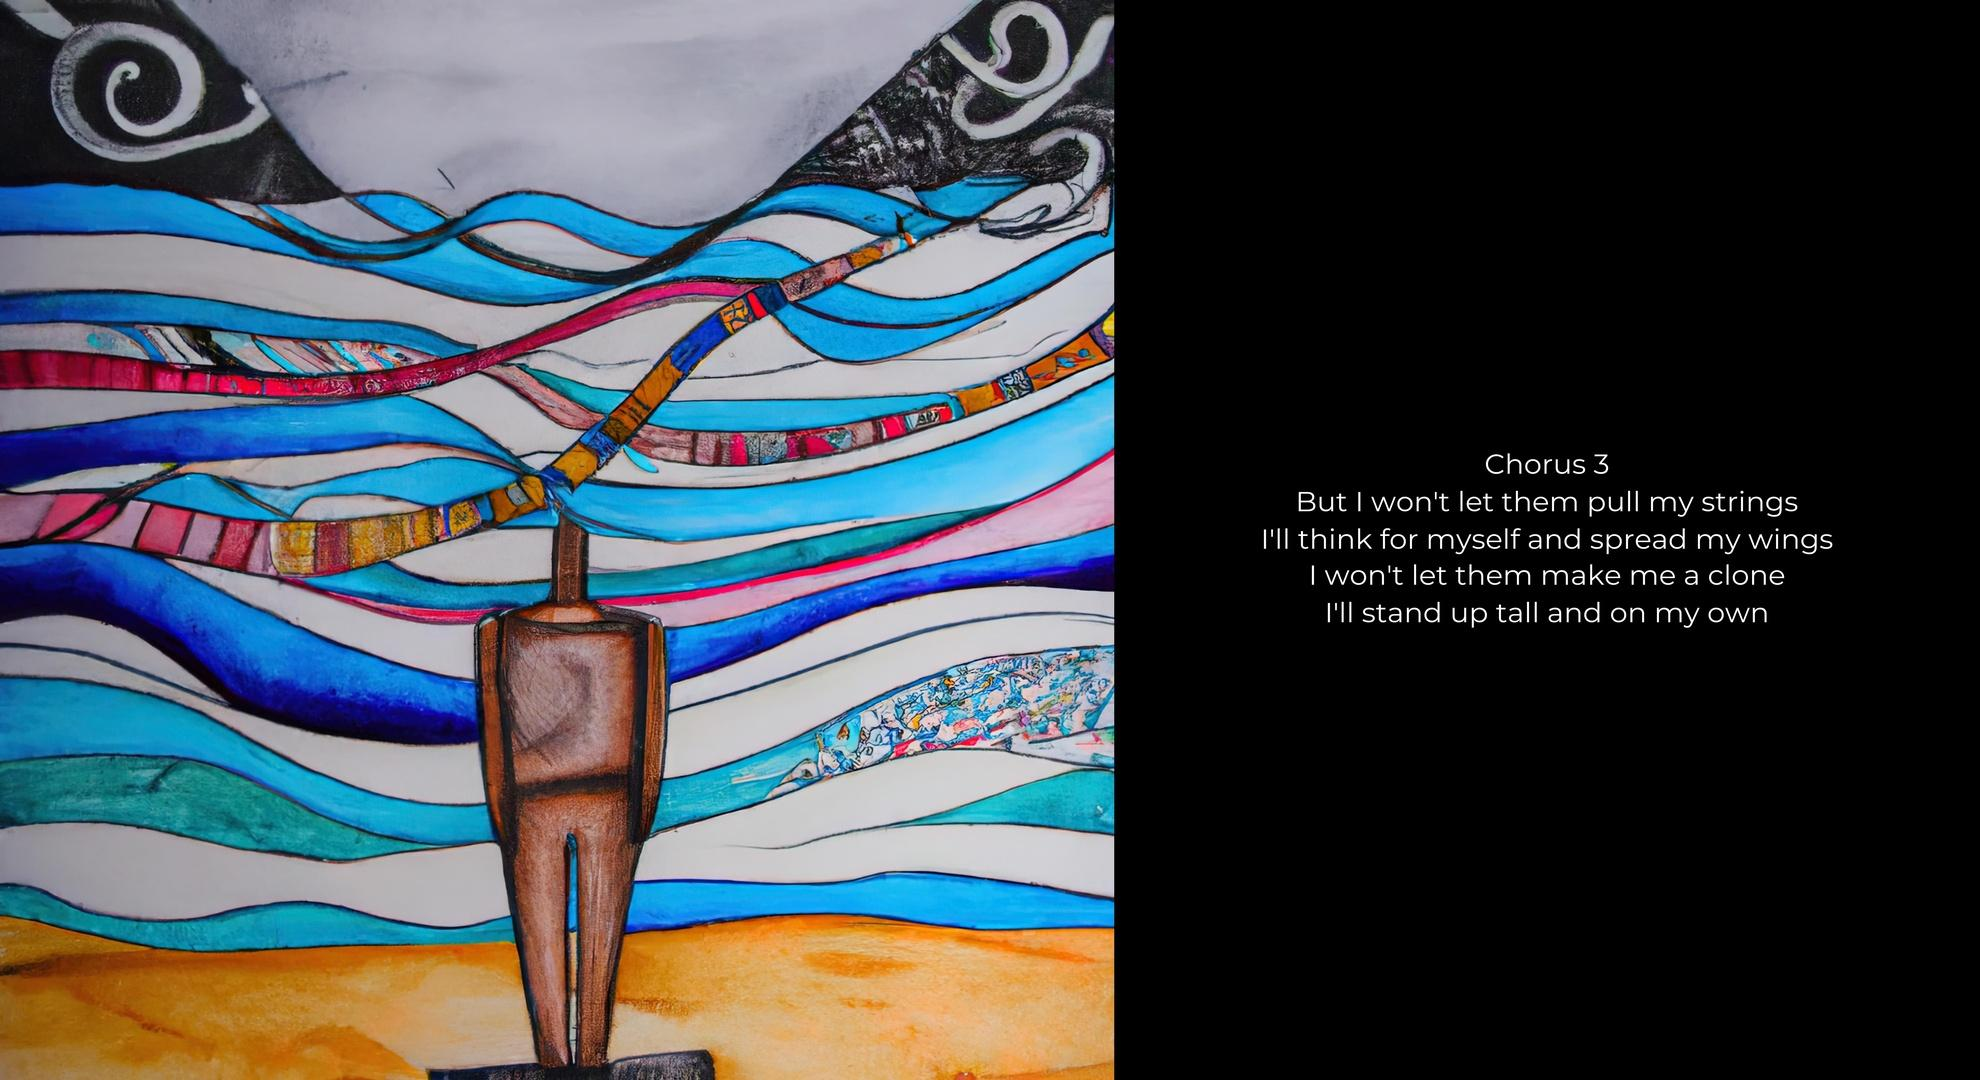 Chorus 3
But I won't let them pull my strings
I'll think for myself and spread my wings
I won't let them make me a clone
I'll stand up tall and on my own